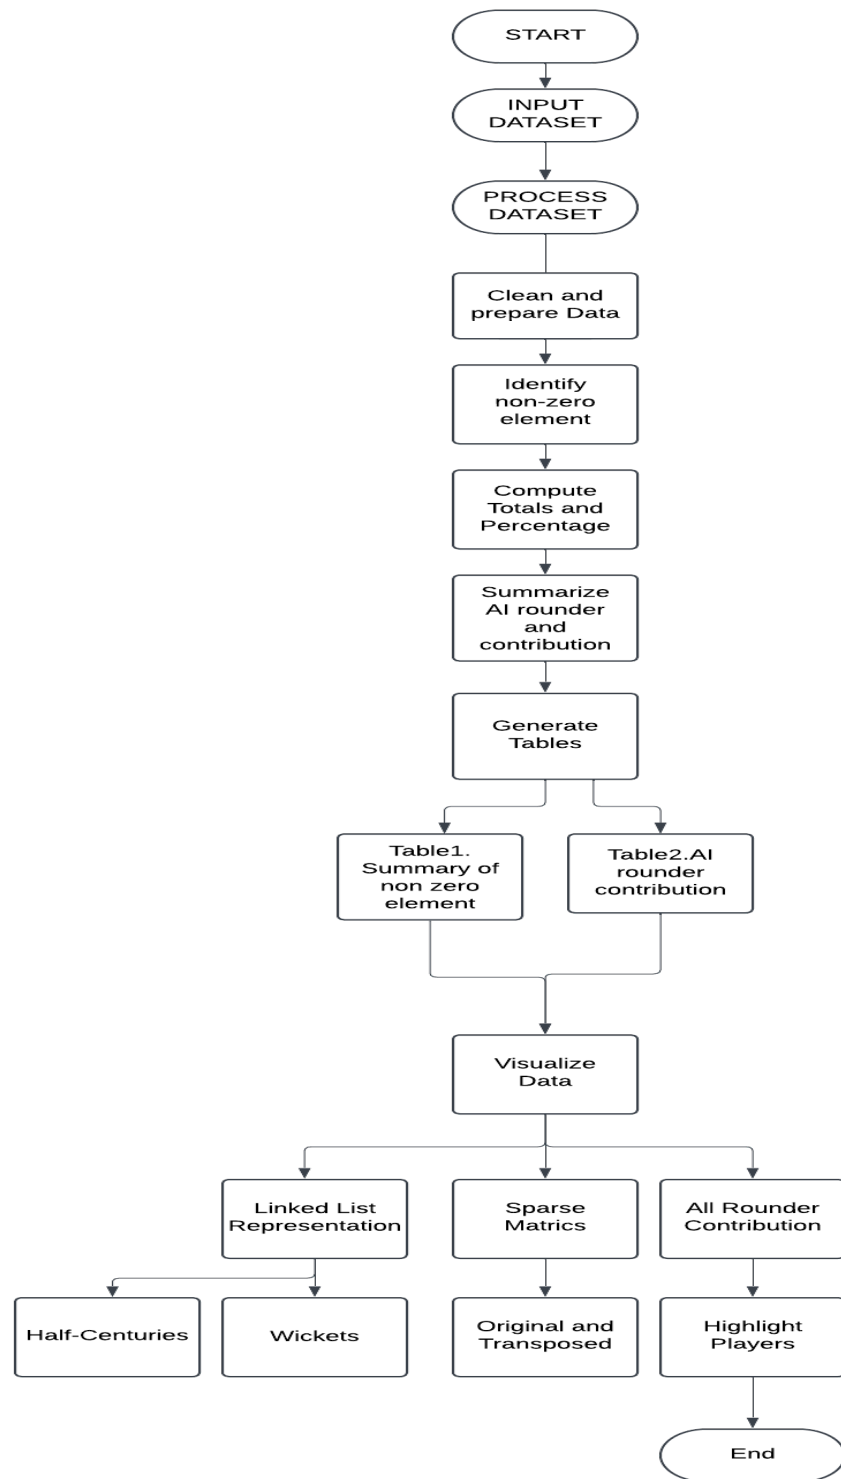 START
INPUT
DATASET
PROCESS
DATASET
Clean and
prepare Data
Identify
non-zero
element
Compute
Totals and
Percentage
Summarize
AI rounder
and
contribution
Generate
Tables
Table1.
Summary of
non zero
element
Table2.AI
rounder
contribution
Visualize
Data
Linked List
Representation
Sparse
Matrics
All Rounder
Contribution
Half-Centuries
Wickets
Original and
Transposed
Highlight
Players
End